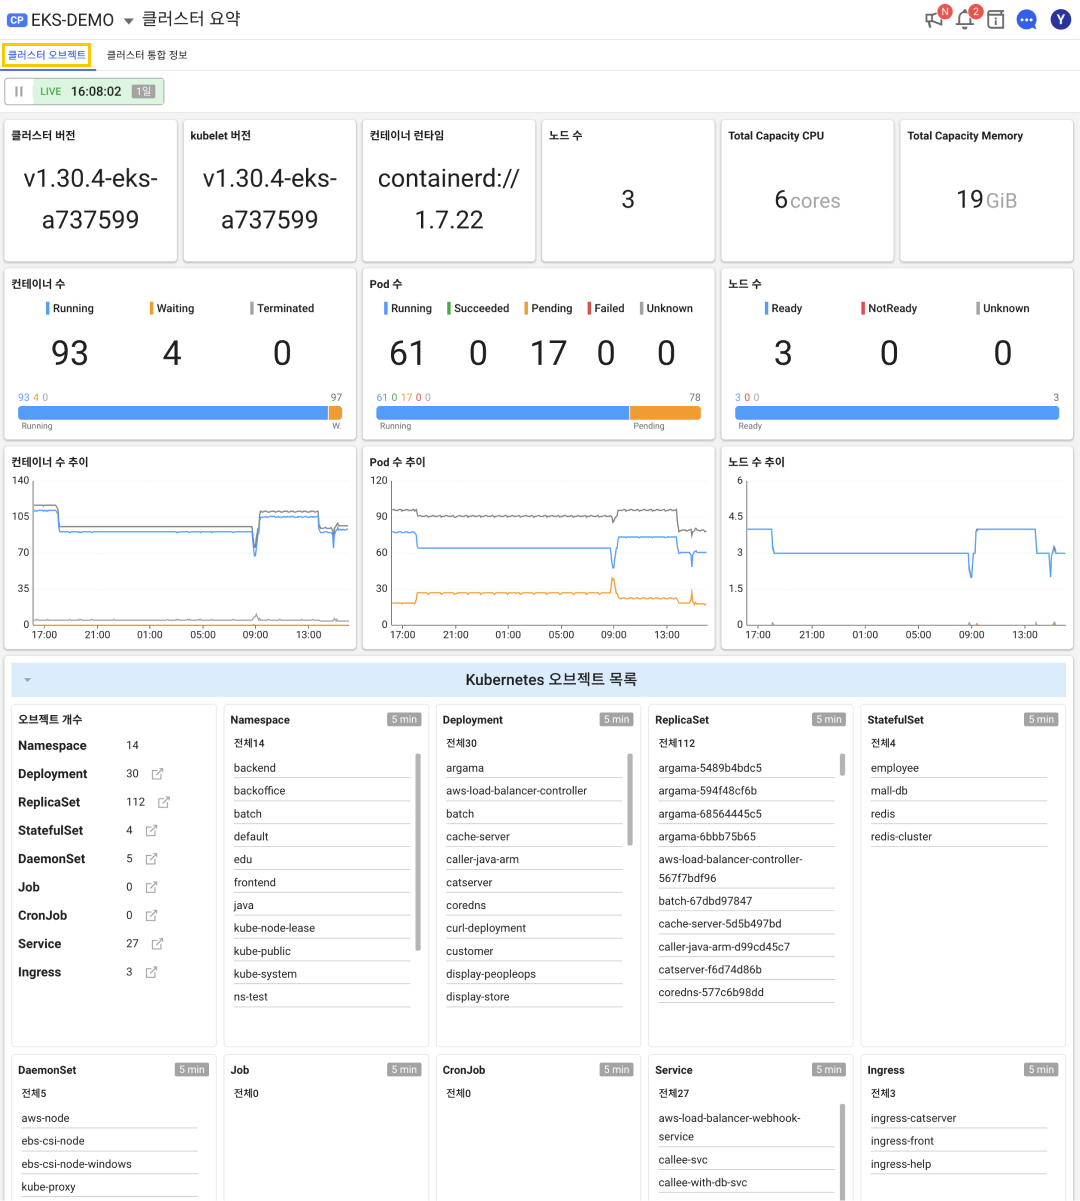 CP EKS-DEMO 클러스터 요약
N 2 Y
클러스터 오브젝트 클러스터 통합 정보
LIVE 16:08:02 1일
클러스터 버전
v1.30.4-eks-
a737599
kubelet 버전
v1.30.4-eks-
a737599
컨테이너 런타임
containerd://
1.7.22
노드 수
3
Total Capacity CPU
6 cores
Total Capacity Memory
19 GiB
컨테이너 수
Running Waiting Terminated
93 4 0
93 4 0 97
Running W.
Pod 수
Running Succeeded Pending Failed Unknown
61 0 17 0 0
61 0 17 0 0 78
Running Pending
노드 수
Ready NotReady Unknown
3 0 0
3 0 0 3
Ready
컨테이너 수 추이
140
105
70
35
0
17:00 21:00 01:00 05:00 09:00 13:00
Pod 수 추이
120
90
60
30
0
17:00 21:00 01:00 05:00 09:00 13:00
노드 수 추이
6
4.5
3
1.5
0
17:00 21:00 01:00 05:00 09:00 13:00
Kubernetes 오브젝트 목록
오브젝트 개수
Namespace 14
Deployment 30
ReplicaSet 112
StatefulSet 4
DaemonSet 5
Job 0
CronJob 0
Service 27
Ingress 3
Namespace 5 min
전체14
backend
backoffice
batch
default
edu
frontend
java
kube-node-lease
kube-public
kube-system
ns-test
Deployment 5 min
전체30
argama
aws-load-balancer-controller
batch
cache-server
caller-java-arm
catserver
coredns
curl-deployment
customer
display-peopleops
display-store
ReplicaSet 5 min
전체112
argama-5489b4bdc5
argama-594f48cf6b
argama-68564445c5
argama-6bbb75b65
aws-load-balancer-controller-
567f7bdf96
batch-67dbd97847
cache-server-5d5b497bd
caller-java-arm-d99cd45c7
catserver-f6d74d86b
coredns-577c6b98dd
StatefulSet 5 min
전체4
employee
mall-db
redis
redis-cluster
DaemonSet 5 min
전체5
aws-node
ebs-csi-node
ebs-csi-node-windows
kube-proxy
Job 5 min
전체0
CronJob 5 min
전체0
Service 5 min
전체27
aws-load-balancer-webhook-
service
callee-svc
callee-with-db-svc
Ingress 5 min
전체3
ingress-catserver
ingress-front
ingress-help